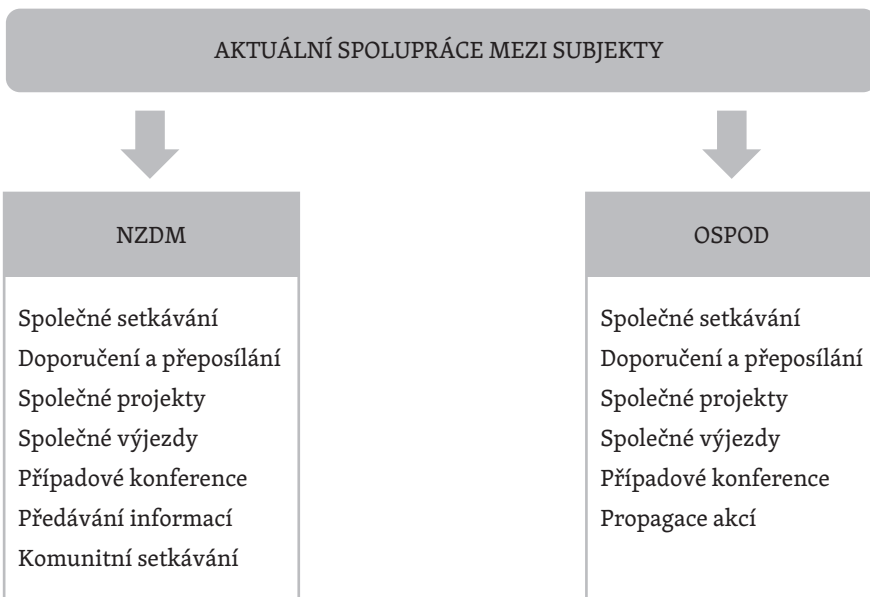 AKTUÁLNÍ SPOLUPRÁCE MEZI SUBJEKTY
NZDM
Společné setkávání
Doporučení a přeposílání
Společné projekty
Společné výjezdy
Případové konference
Předávání informací
Komunitní setkávání
OSPOD
Společné setkávání
Doporučení a přeposílání
Společné projekty
Společné výjezdy
Případové konference
Propagace akcí